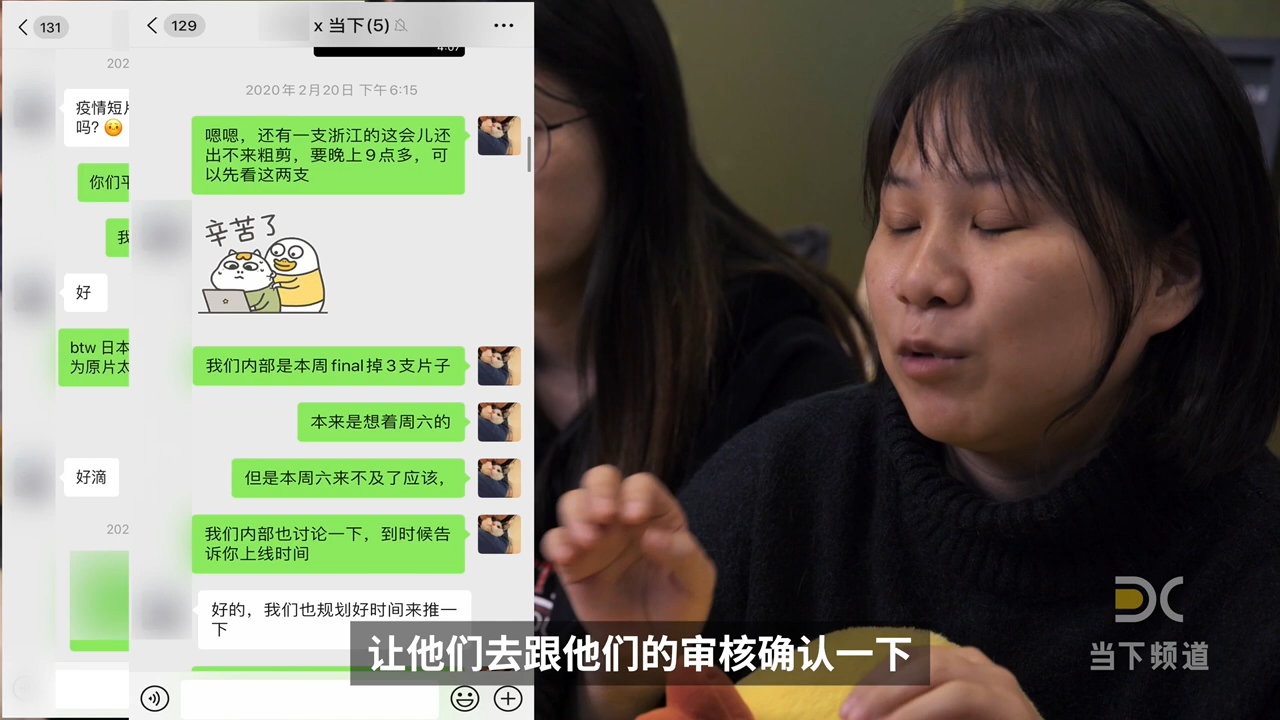 131
202
疫情短片
吗?
你们平
我
好
btw 日本
为原片太
好滴
202
129
x 当下(5)
4:07
2020年2月20日 下午6:15
嗯嗯，还有一支浙江的这会儿还
出不来粗剪，要晚上9点多，可
以先看这两支
辛苦了
我们内部是本周final掉3支片子
本来是想着周六的
但是本周六来不及了应该，
我们内部也讨论一下，到时候告
诉你上线时间
好的，我们也规划好时间来推一
下
让他们去跟他们的审核确认一下
DC
当下频道